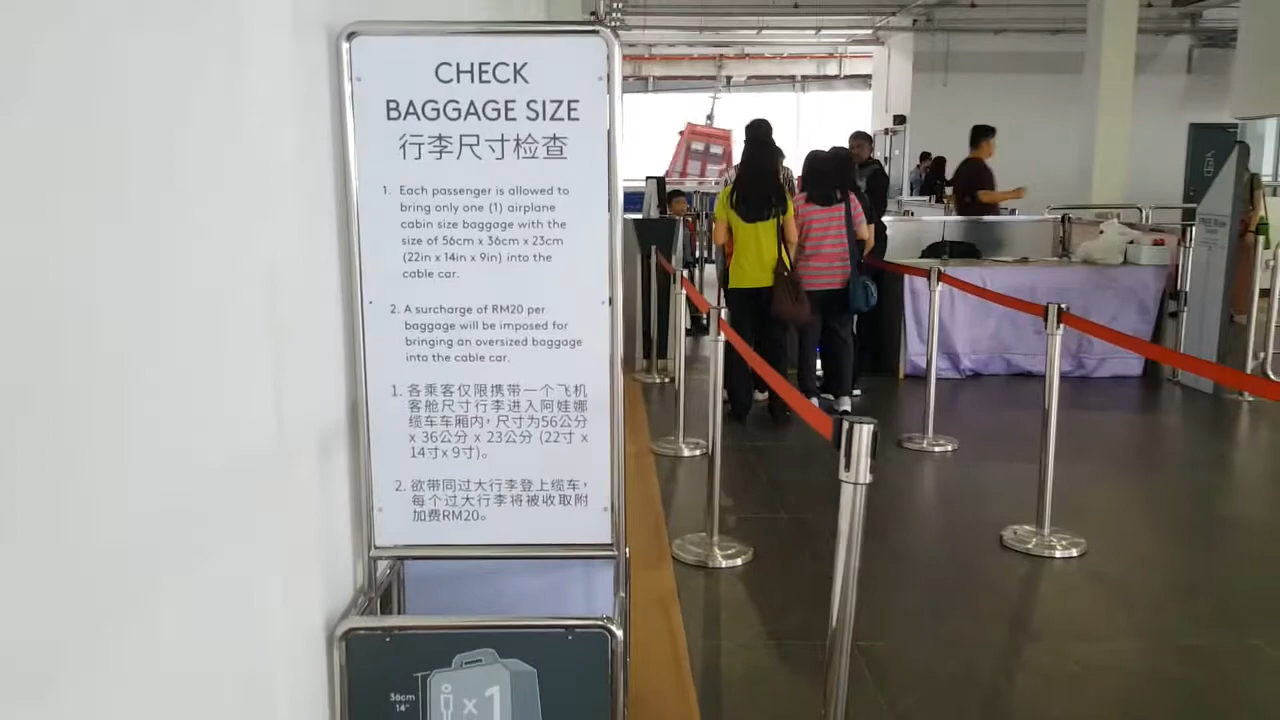 CHECK
BAGGAGE SIZE
行李尺寸检查
1. Each passenger is allowed to
bring only one (1) airplane
cabin size baggage with the
size of 56cm x 36cm x 23cm
(22in x 14in x 9in) into the
cable car.
2. A surcharge of RM20 per
baggage will be imposed for
bringing an oversized baggage
into the cable car.
1. 各乘客仅限携带一个飞机
客舱尺寸行李进入阿娃娜
缆车车厢内，尺寸为56公分
x 36公分 x 23公分 (22寸 x
14寸x 9寸)。
2. 欲带同过大行李登上缆车，
每个过大行李将被收取附
加费RM20。
36cm
14"
x 1